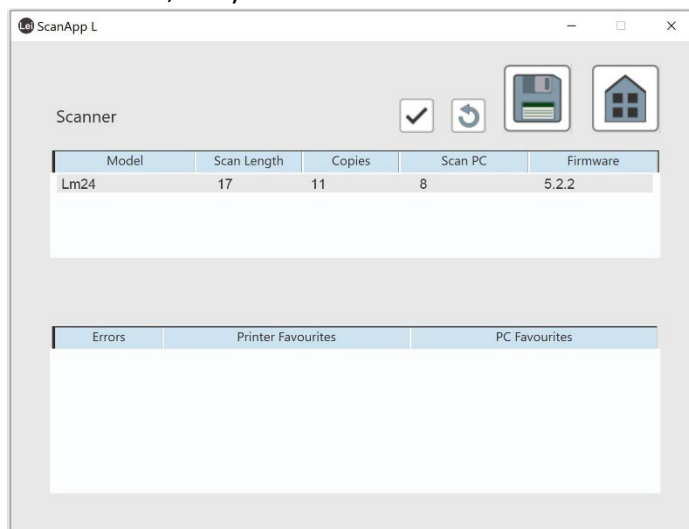 Lei ScanApp L
Scanner
Model Scan Length Copies Scan PC Firmware
Lm24 17 11 8 5.2.2
Errors Printer Favourites PC Favourites